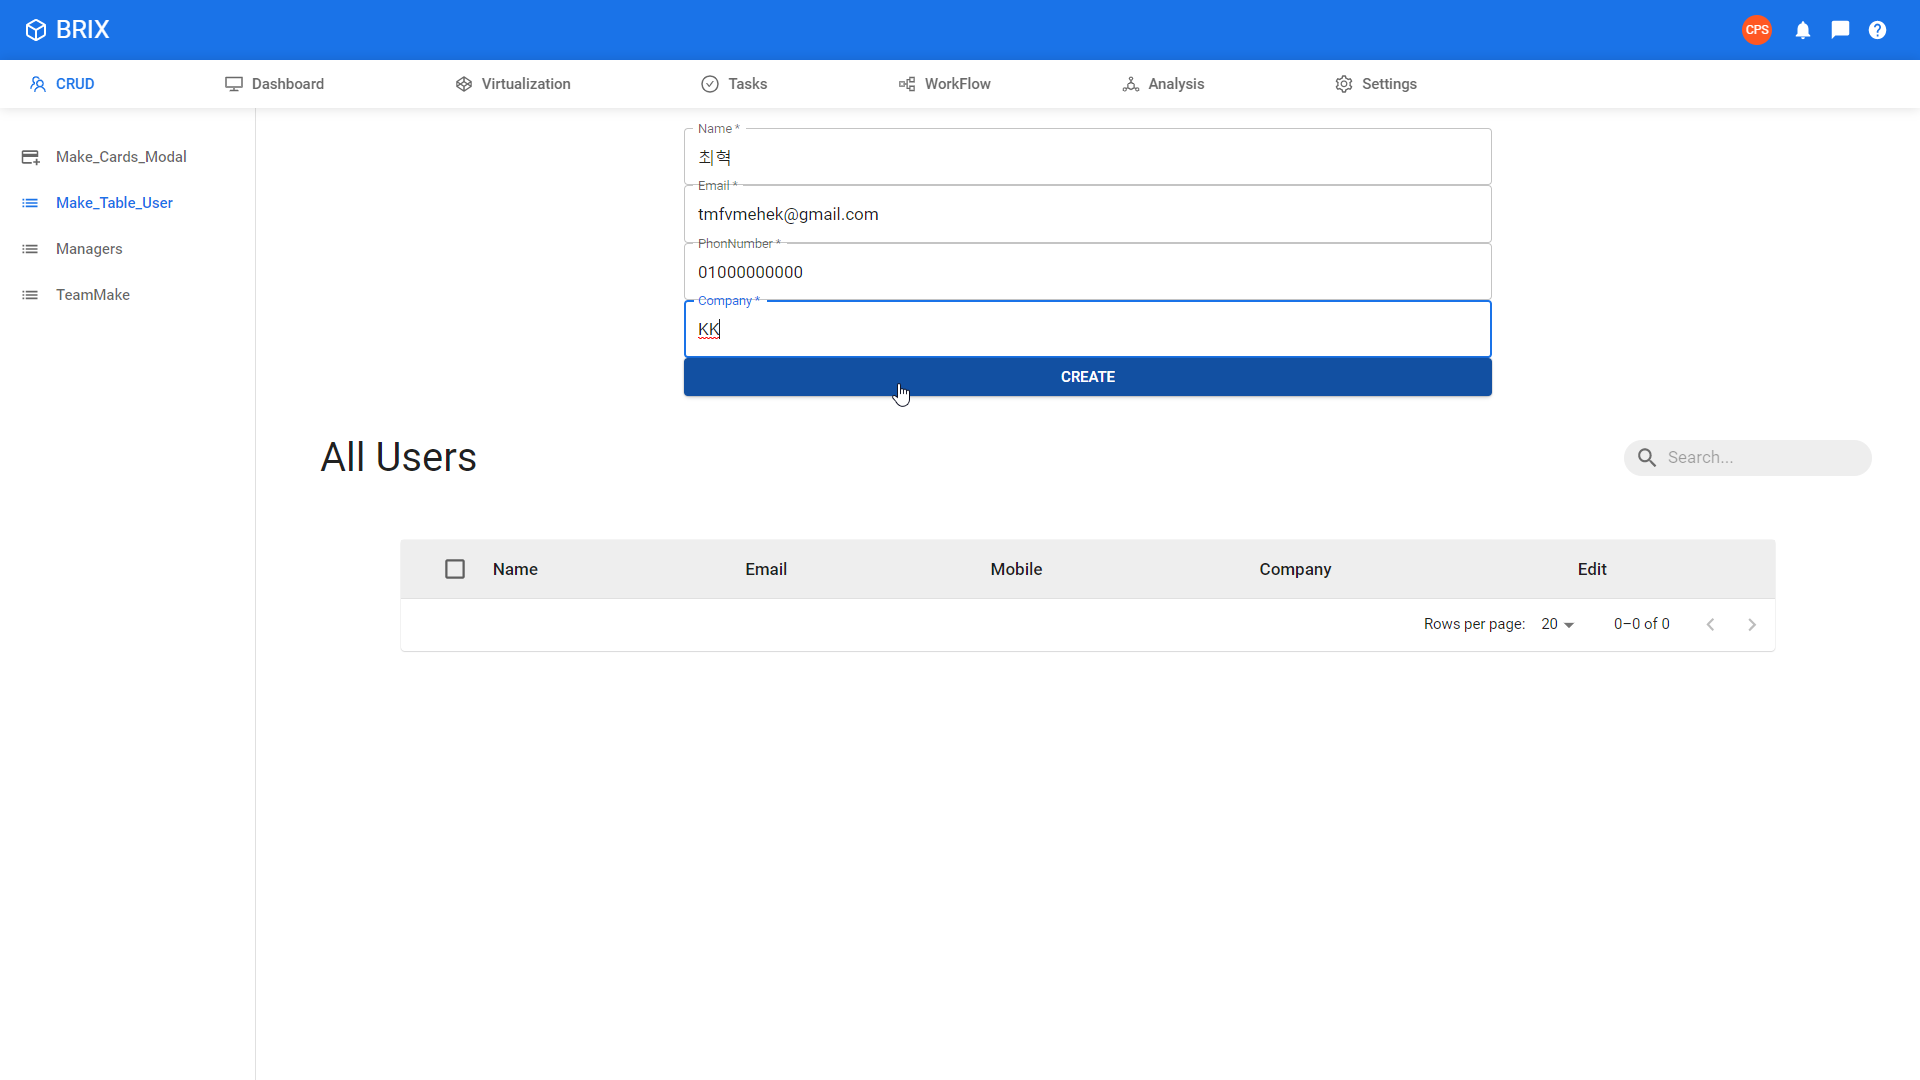 BRIX
CPS
CRUD Dashboard Virtualization Tasks WorkFlow Analysis Settings
Make_Cards_Modal
Make_Table_User
Managers
TeamMake
Name *
최혁
Email *
tmfvmehek@gmail.com
PhonNumber *
01000000000
Company *
KK
CREATE
All Users
Search...
Name Email Mobile Company Edit
Rows per page: 20 0–0 of 0